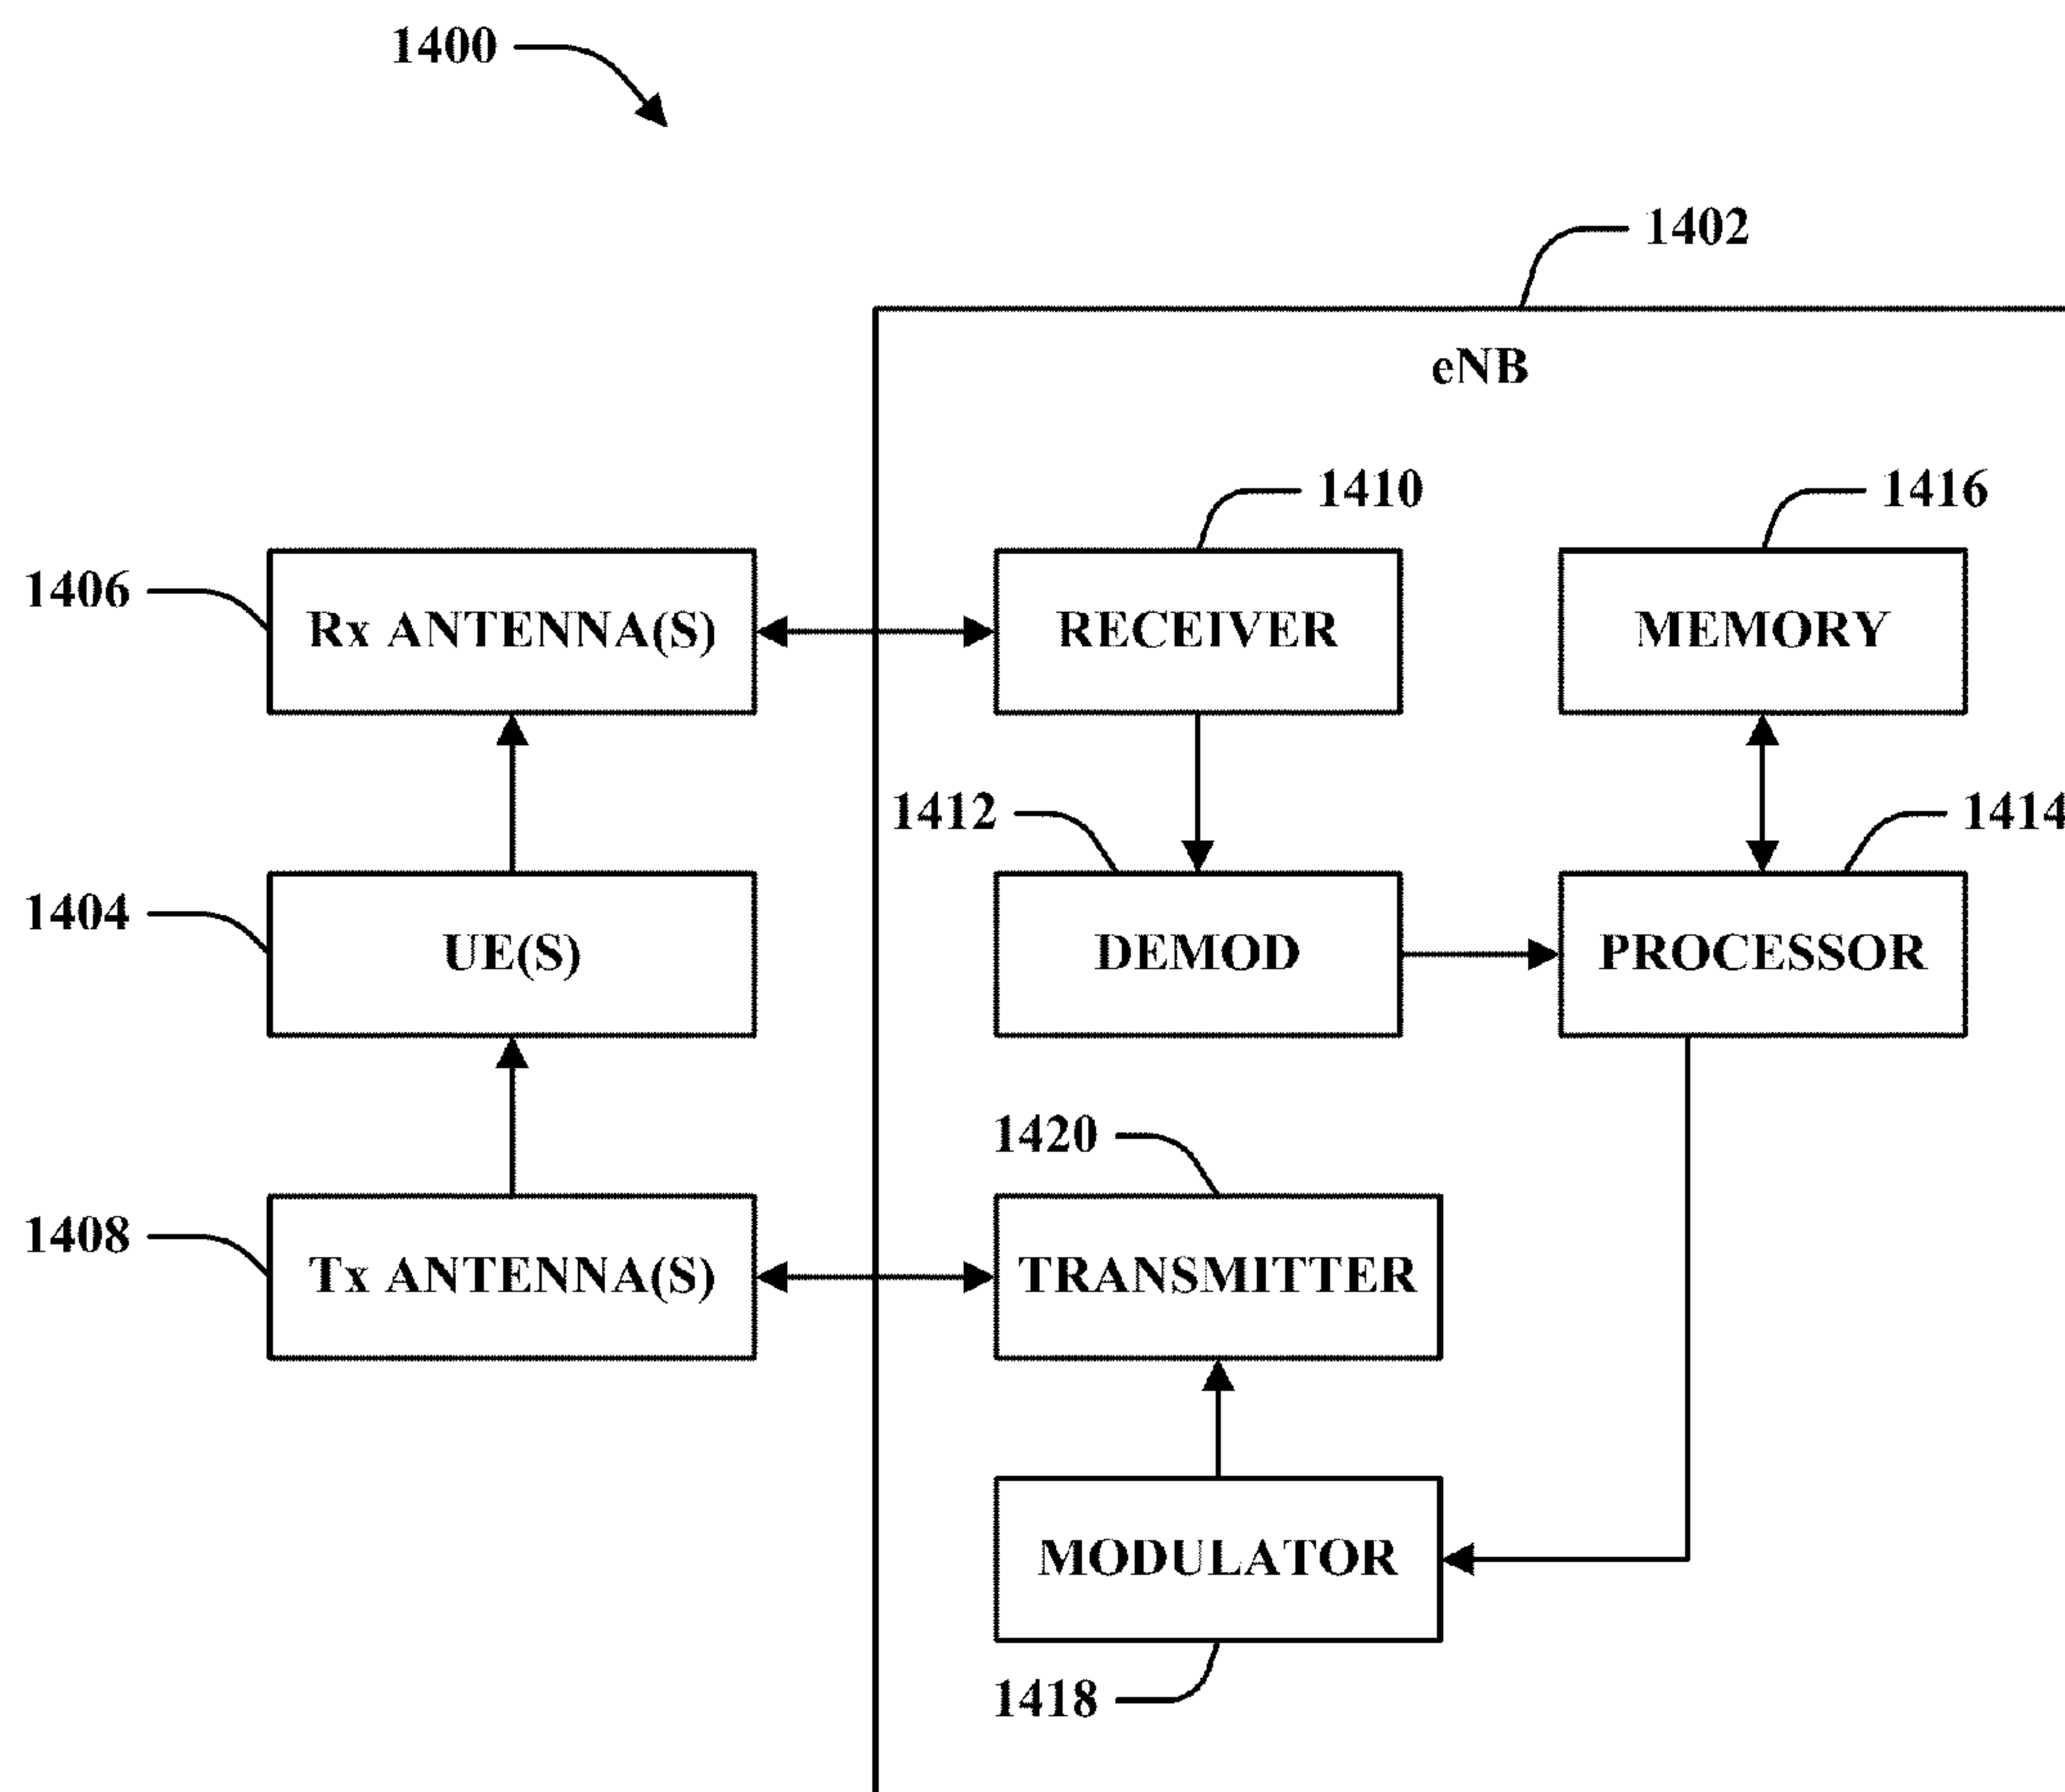 1400
1402
eNB
1410
1416
1406
Rx ANTENNA(S)
RECEIVER
MEMORY
1412
1414
1404
UE(S)
DEMOD
PROCESSOR
1420
1408
Tx ANTENNA(S)
TRANSMITTER
MODULATOR
1418